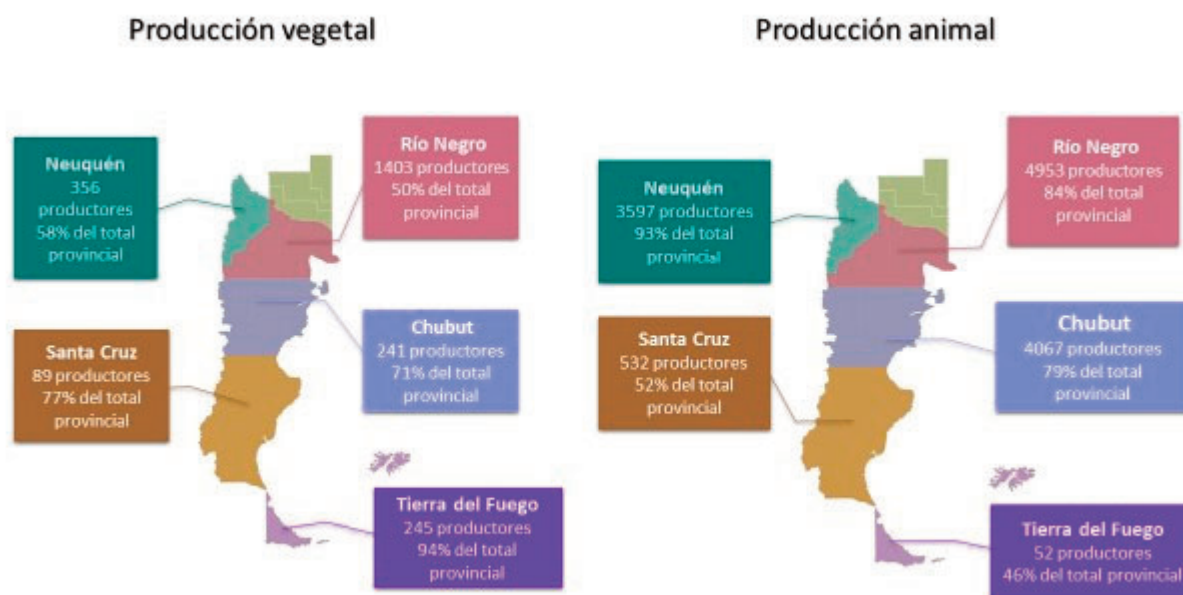 Producción vegetal
Neuquén
356
productores
58% del total
provincial
Río Negro
1403 productores
50% del total
provincial
Santa Cruz
89 productores
77% del total
provincial
Chubut
241 productores
71% del total
provincial
Tierra del Fuego
245 productores
94% del total
provincial
Producción animal
Neuquén
3597 productores
93% del total
provincial
Río Negro
4953 productores
84% del total
provincial
Santa Cruz
532 productores
52% del total
provincial
Chubut
4067 productores
79% del total
provincial
Tierra del Fuego
52 productores
46% del total provincial